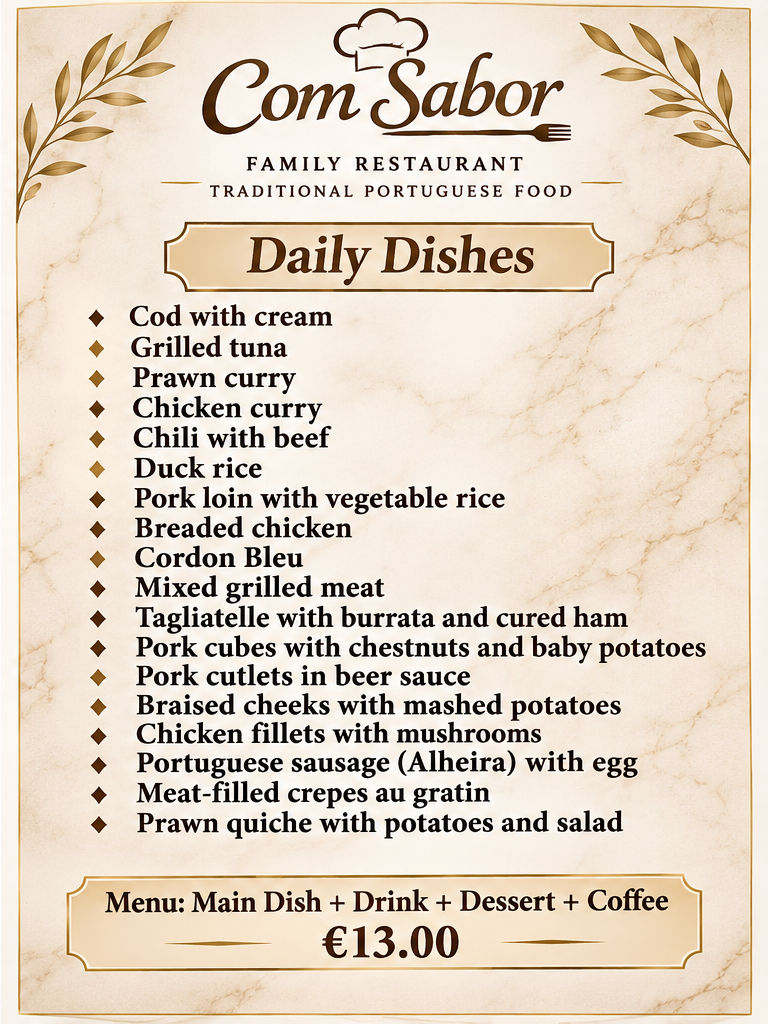 Com Sabor
FAMILY RESTAURANT
TRADITIONAL PORTUGUESE FOOD
Daily Dishes
Cod with cream
Grilled tuna
Prawn curry
Chicken curry
Chili with beef
Duck rice
Pork loin with vegetable rice
Breaded chicken
Cordon Bleu
Mixed grilled meat
Tagliatelle with burrata and cured ham
Pork cubes with chestnuts and baby potatoes
Pork cutlets in beer sauce
Braised cheeks with mashed potatoes
Chicken fillets with mushrooms
Portuguese sausage (Alheira) with egg
Meat-filled crepes au gratin
Prawn quiche with potatoes and salad
Menu: Main Dish + Drink + Dessert + Coffee
€13.00